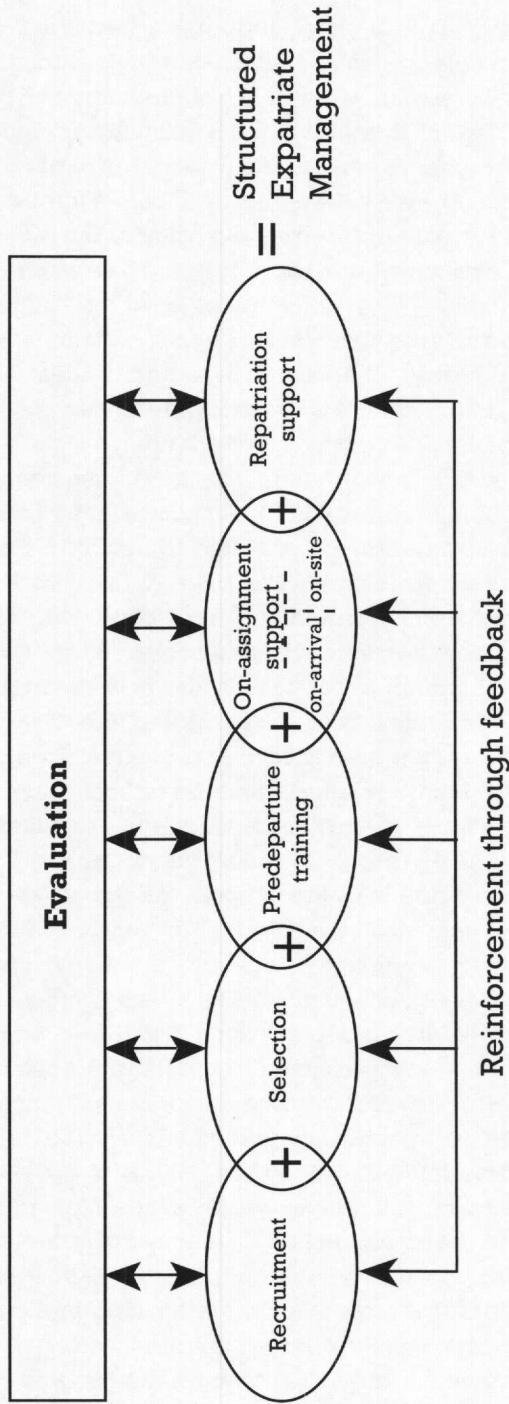 Evaluation
Recruitment
+
Selection
+
Predeparture
training
+
On-assignment
support
on-arrival
on-site
+
Repatriation
support
=
Structured
Expatriate
Management
Reinforcement through feedback